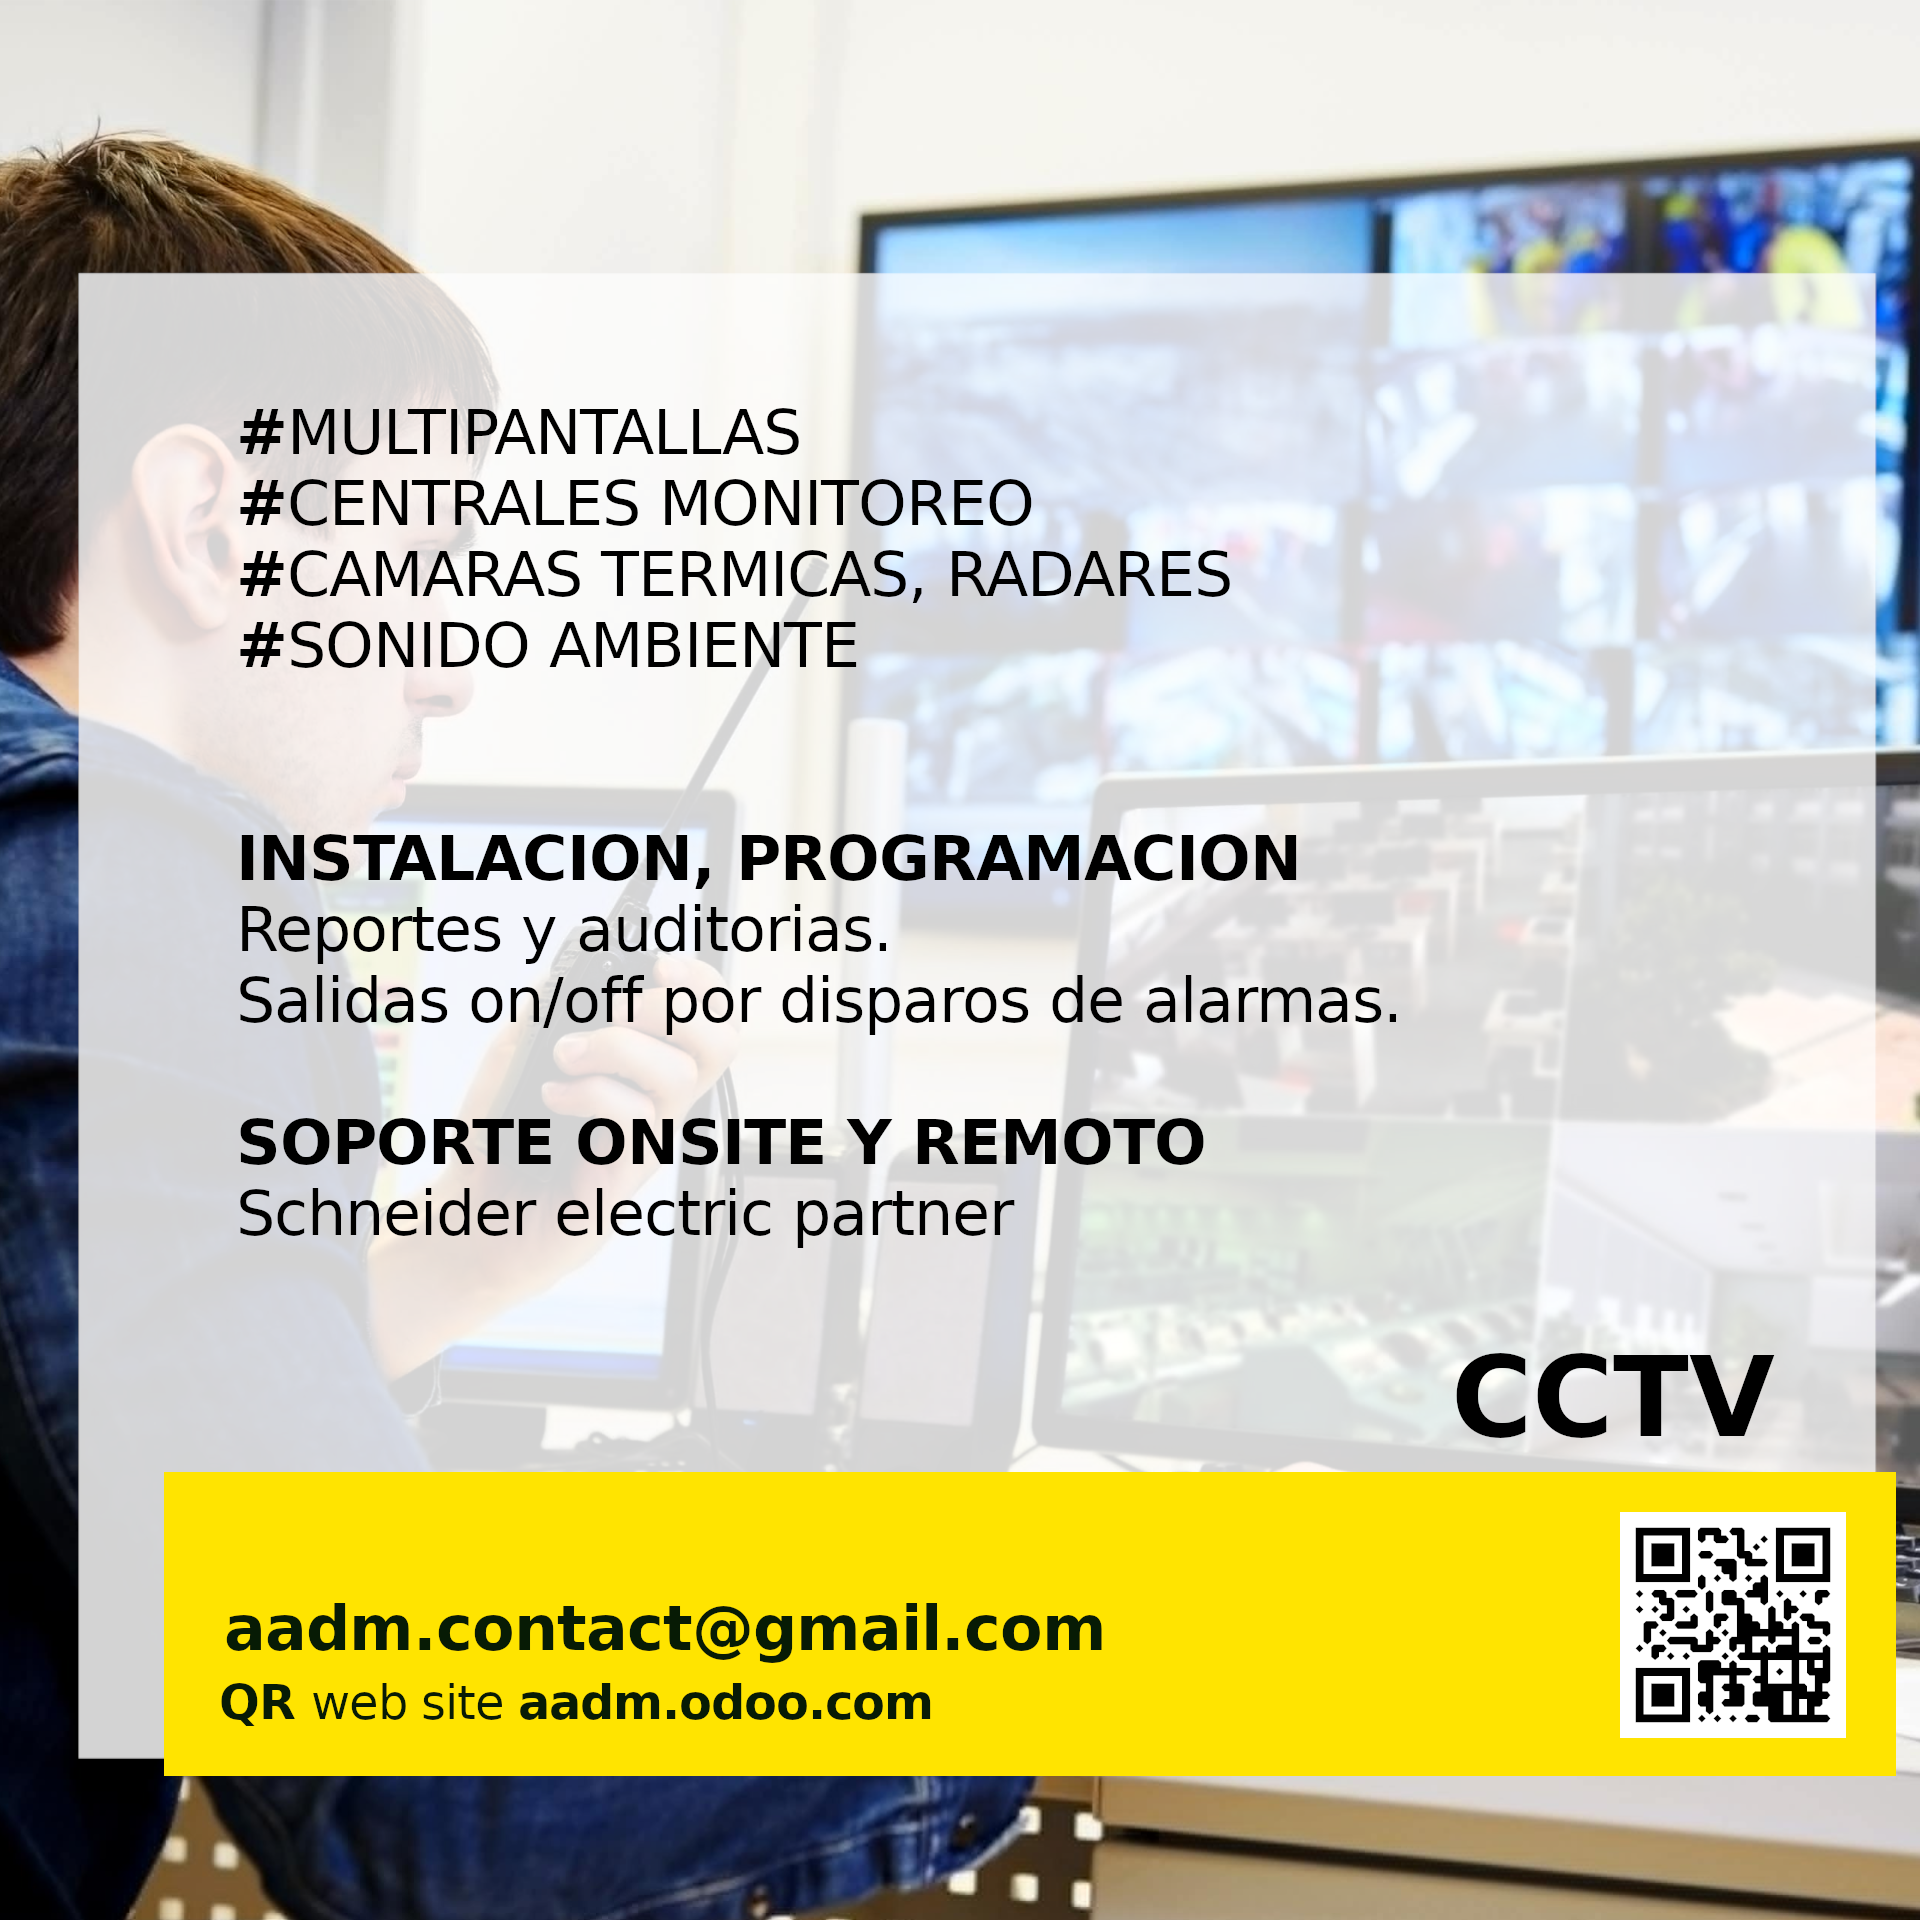 #MULTIPANTALLAS
#CENTRALES MONITOREO
#CAMARAS TERMICAS, RADARES
#SONIDO AMBIENTE
INSTALACION, PROGRAMACION
Reportes y auditorias.
Salidas on/off por disparos de alarmas.
SOPORTE ONSITE Y REMOTO
Schneider electric partner
CCTV
aadm.contact@gmail.com
QR web site aadm.odoo.com